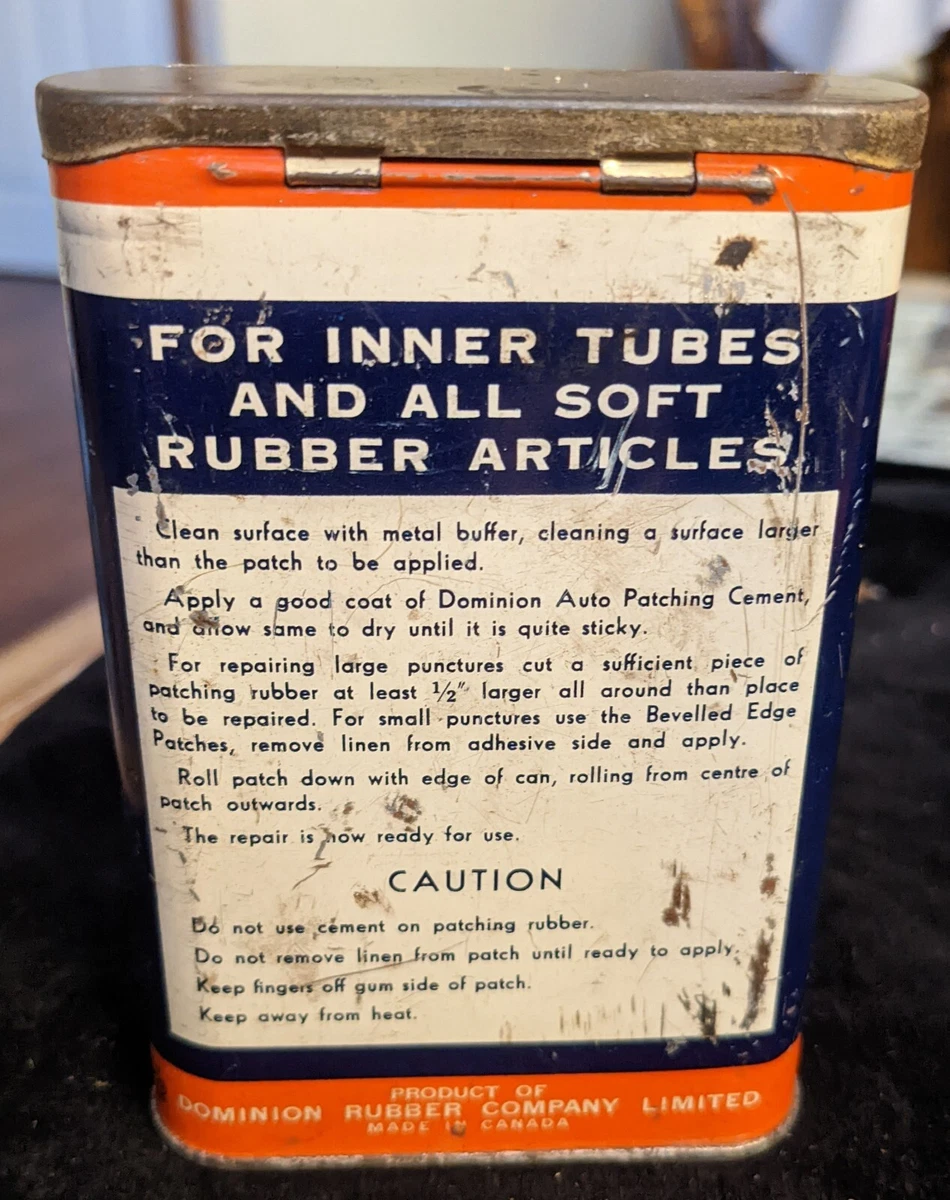 FOR INNER TUBES
AND ALL SOFT
RUBBER ARTICLES
Clean surface with metal buffer, cleaning a surface larger
than the patch to be applied.
Apply a good coat of Dominion Auto Patching Cement,
and allow same to dry until it is quite sticky.
For repairing large punctures cut a sufficient piece of
patching rubber at least 1/2" larger all around than place
to be repaired. For small punctures use the Bevelled Edge
Patches, remove linen from adhesive side and apply.
Roll patch down with edge of can, rolling from centre of
patch outwards.
The repair is now ready for use.
CAUTION
Do not use cement on patching rubber.
Do not remove linen from patch until ready to apply.
Keep fingers off gum side of patch.
Keep away from heat.
PRODUCT OF
DOMINION RUBBER COMPANY LIMITED
MADE IN CANADA